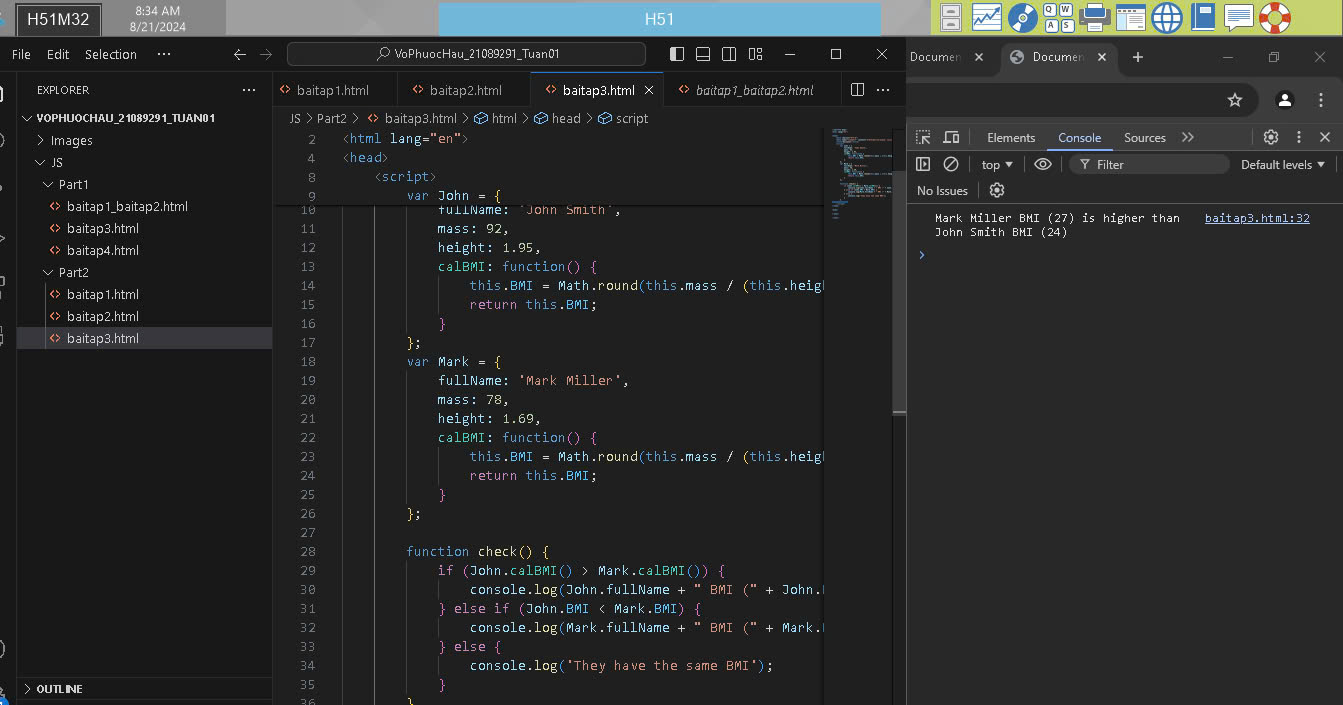 H51M32
8:34 AM
8/21/2024
H51
Q W
A S
File Edit Selection ···
VoPhuocHau_21089291_Tuan01
EXPLORER
VOPHUOCHAU_21089291_TUAN01
Images
JS
Part1
baitap1_baitap2.html
baitap3.html
baitap4.html
Part2
baitap1.html
baitap2.html
baitap3.html
OUTLINE
baitap1.html baitap2.html baitap3.html baitap1_baitap2.html
JS > Part2 > baitap3.html > html > head > script
2 <html lang="en">
4 <head>
8 <script>
9 var John = {
10 fullName: 'John Smith',
11 mass: 92,
12 height: 1.95,
13 calBMI: function() {
14 this.BMI = Math.round(this.mass / (this.heig
15 return this.BMI;
16 }
17 };
18 var Mark = {
19 fullName: 'Mark Miller',
20 mass: 78,
21 height: 1.69,
22 calBMI: function() {
23 this.BMI = Math.round(this.mass / (this.heig
24 return this.BMI;
25 }
26 };
27
28 function check() {
29 if (John.calBMI() > Mark.calBMI()) {
30 console.log(John.fullName + " BMI (" + John.
31 } else if (John.BMI < Mark.BMI) {
32 console.log(Mark.fullName + " BMI (" + Mark.
33 } else {
34 console.log('They have the same BMI');
35 }
36 }
Documen Documen
Elements Console Sources
top Filter Default levels
No Issues
Mark Miller BMI (27) is higher than baitap3.html:32
John Smith BMI (24)